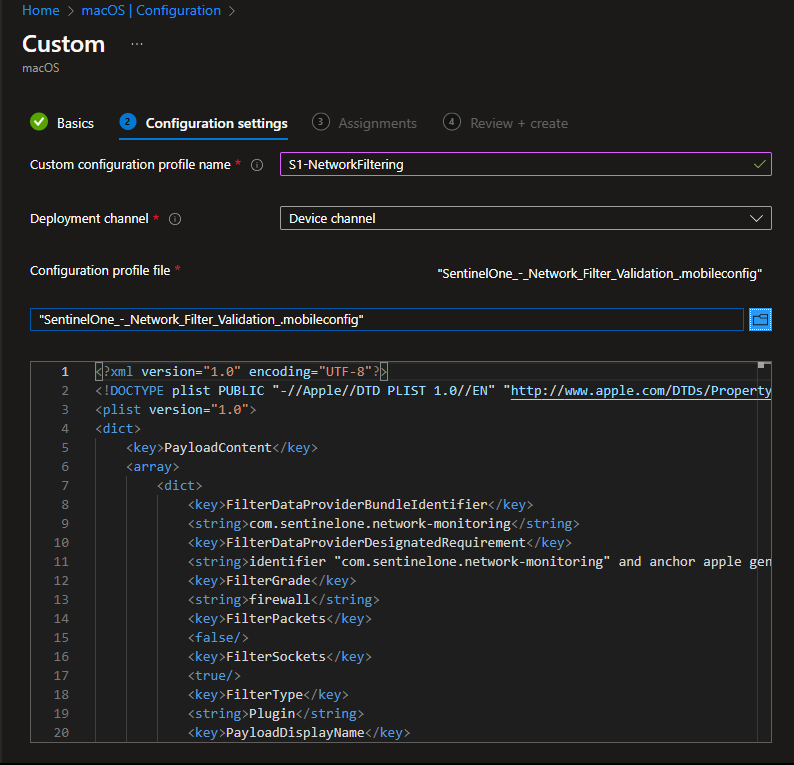 Home > macOS | Configuration >
Custom ...
macOS
Basics 2 Configuration settings 3 Assignments 4 Review + create
Custom configuration profile name * S1-NetworkFiltering
Deployment channel * Device channel
Configuration profile file * "SentinelOne_-_Network_Filter_Validation_.mobileconfig"
"SentinelOne_-_Network_Filter_Validation_.mobileconfig"
1 <?xml version="1.0" encoding="UTF-8"?>
2 <!DOCTYPE plist PUBLIC "-//Apple//DTD PLIST 1.0//EN" "http://www.apple.com/DTDs/Property
3 <plist version="1.0">
4 <dict>
5 <key>PayloadContent</key>
6 <array>
7 <dict>
8 <key>FilterDataProviderBundleIdentifier</key>
9 <string>com.sentinelone.network-monitoring</string>
10 <key>FilterDataProviderDesignatedRequirement</key>
11 <string>identifier "com.sentinelone.network-monitoring" and anchor apple gen
12 <key>FilterGrade</key>
13 <string>firewall</string>
14 <key>FilterPackets</key>
15 <false/>
16 <key>FilterSockets</key>
17 <true/>
18 <key>FilterType</key>
19 <string>Plugin</string>
20 <key>PayloadDisplayName</key>